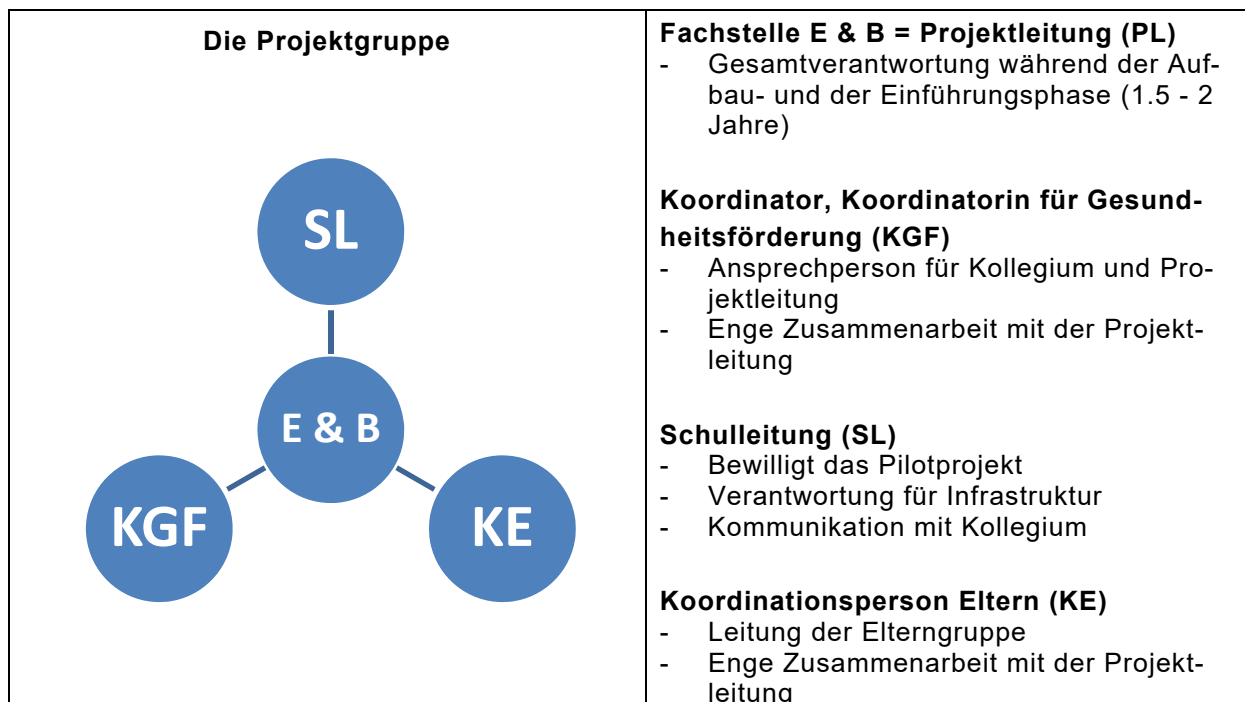 Die Projektgruppe
SL
E & B
KGF
KE
Fachstelle E & B = Projektleitung (PL)
- Gesamtverantwortung während der Auf-
bau- und der Einführungsphase (1.5 - 2
Jahre)
Koordinator, Koordinatorin für Gesund-
heitsförderung (KGF)
- Ansprechperson für Kollegium und Pro-
jektleitung
- Enge Zusammenarbeit mit der Projekt-
leitung
Schulleitung (SL)
- Bewilligt das Pilotprojekt
- Verantwortung für Infrastruktur
- Kommunikation mit Kollegium
Koordinationsperson Eltern (KE)
- Leitung der Elterngruppe
- Enge Zusammenarbeit mit der Projekt-
leitung